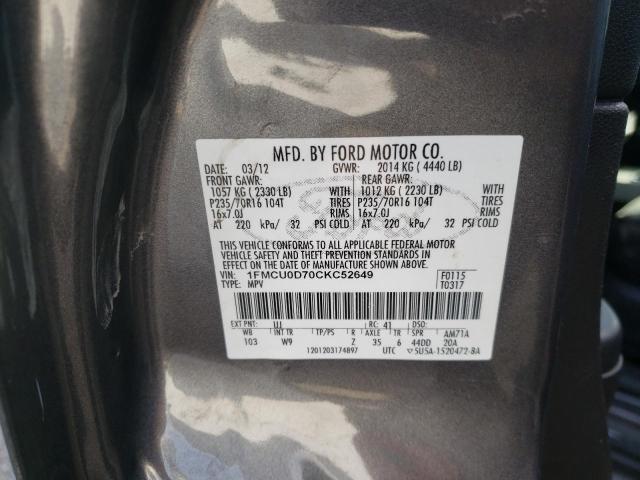 MFD. BY FORD MOTOR CO.
DATE: 03/12 GVWR: 2014 KG ( 4440 LB)
FRONT GAWR: REAR GAWR:
1057 KG ( 2330 LB) WITH 1012 KG ( 2230 LB) WITH
P235/70R16 104T TIRES P235/70R16 104T TIRES
16x7.0J RIMS 16x7.0J RIMS
AT 220 kPa/ 32 PSI COLD AT 220 kPa/ 32 PSI COLD
Ford
THIS VEHICLE CONFORMS TO ALL APPLICABLE FEDERAL MOTOR
VEHICLE SAFETY AND THEFT PREVENTION STANDARDS IN
EFFECT ON THE DATE OF MANUFACTURE SHOWN ABOVE.
VIN: 1FMCU0D70CKC52649 F0115
TYPE: MPV T0317
EXT PNT: UJ RC: 41 DSO:
WB INT TR TP/PS R AXLE TR SPR AM71A
103 W9 Z 35 6 44DD 20A
1201203174897 UTC ▽5U5A-1520472-BA